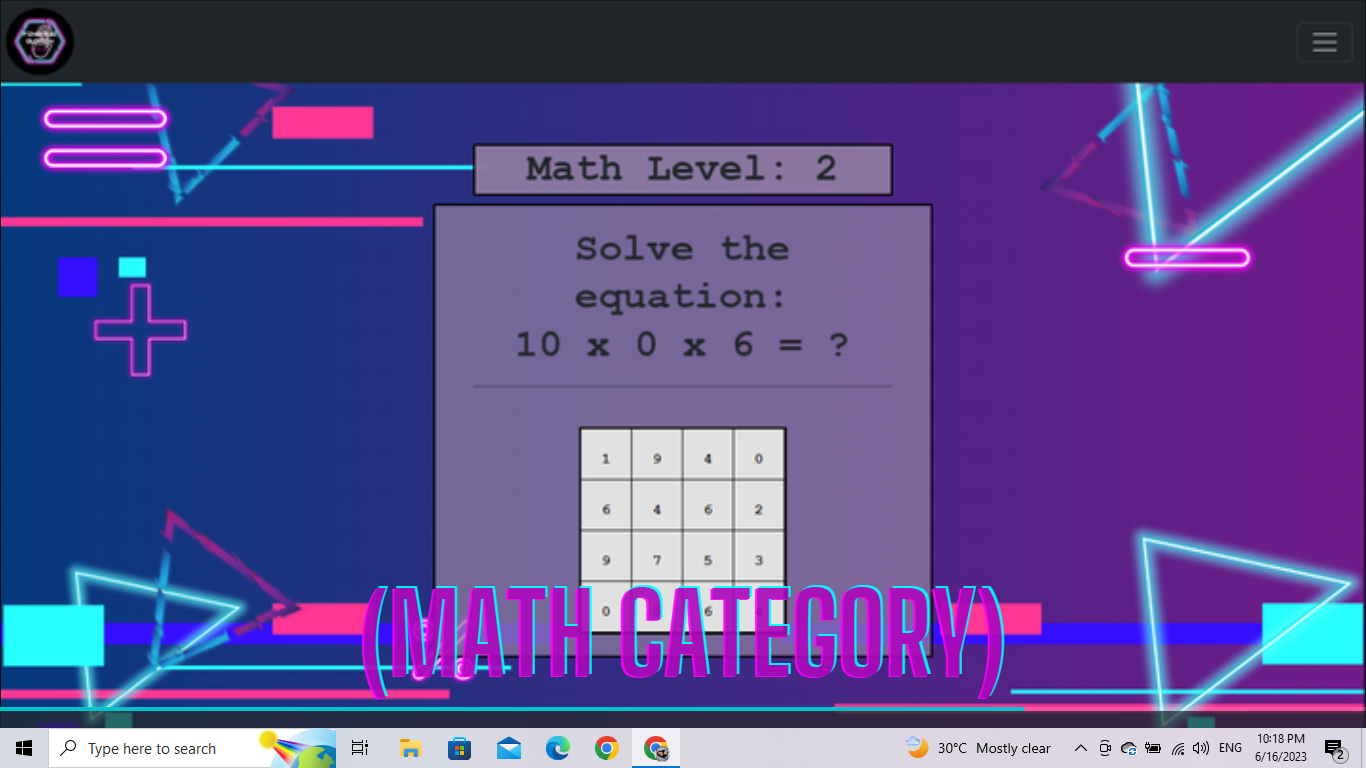 Math Level: 2
Solve the
equation:
10 x 0 x 6 = ?
1 9 4 0
6 4 6 2
9 7 5 3
0 6
(MATH CATEGORY)
Type here to search
30°C Mostly clear
ENG
10:18 PM
6/16/2023
2